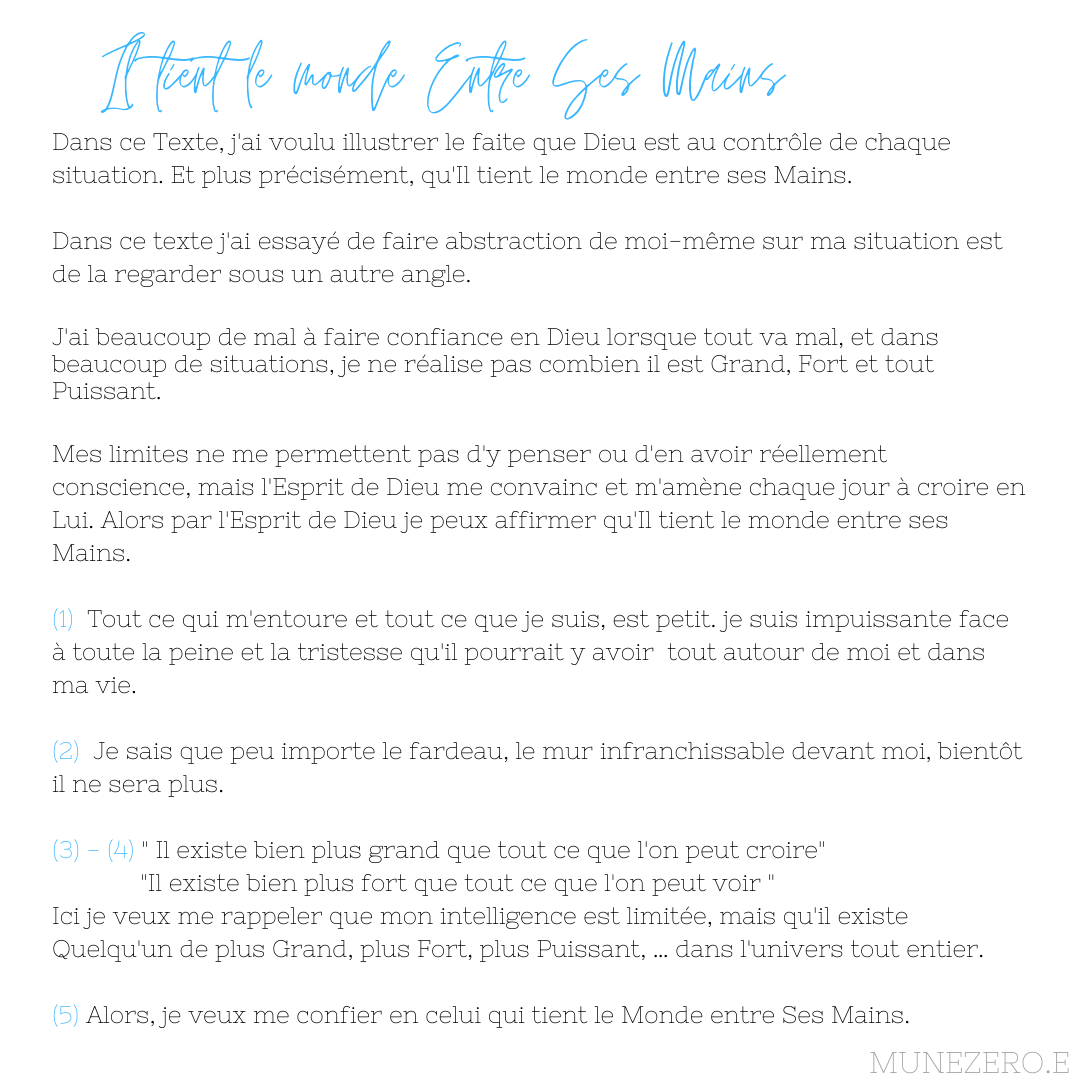 Il tient le monde Entre Ses Mains
Dans ce Texte, j'ai voulu illustrer le faite que Dieu est au contrôle de chaque
situation. Et plus précisément, qu'Il tient le monde entre ses Mains.
Dans ce texte j'ai essayé de faire abstraction de moi-même sur ma situation est
de la regarder sous un autre angle.
J'ai beaucoup de mal à faire confiance en Dieu lorsque tout va mal, et dans
beaucoup de situations, je ne réalise pas combien il est Grand, Fort et tout
Puissant.
Mes limites ne me permettent pas d'y penser ou d'en avoir réellement
conscience, mais l'Esprit de Dieu me convainc et m'amène chaque jour à croire en
Lui. Alors par l'Esprit de Dieu je peux affirmer qu'Il tient le monde entre ses
Mains.
(1) Tout ce qui m'entoure et tout ce que je suis, est petit. je suis impuissante face
à toute la peine et la tristesse qu'il pourrait y avoir tout autour de moi et dans
ma vie.
(2) Je sais que peu importe le fardeau, le mur infranchissable devant moi, bientôt
il ne sera plus.
(3) - (4) " Il existe bien plus grand que tout ce que l'on peut croire"
"Il existe bien plus fort que tout ce que l'on peut voir "
Ici je veux me rappeler que mon intelligence est limitée, mais qu'il existe
Quelqu'un de plus Grand, plus Fort, plus Puissant, ... dans l'univers tout entier.
(5) Alors, je veux me confier en celui qui tient le Monde entre Ses Mains.
MUNEZERO.E